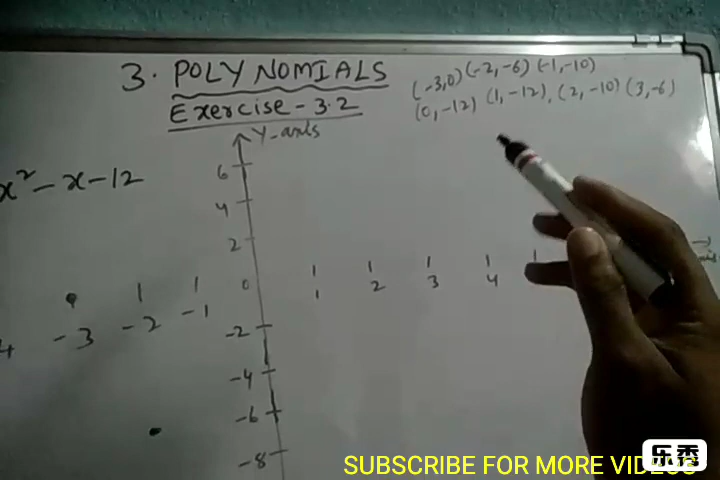 3. POLYNOMIALS
(-3,0) (-2,-6) (-1,-10)
Exercise-3.2
(0,-12) (1,-12), (2,-10) (3,-6)
Y-axis
x² - x - 12
6
4
2
0
1 2 3 4
-3 -2 -1
-2
-4
-6
-8
SUBSCRIBE FOR MORE VIDEOS
乐秀